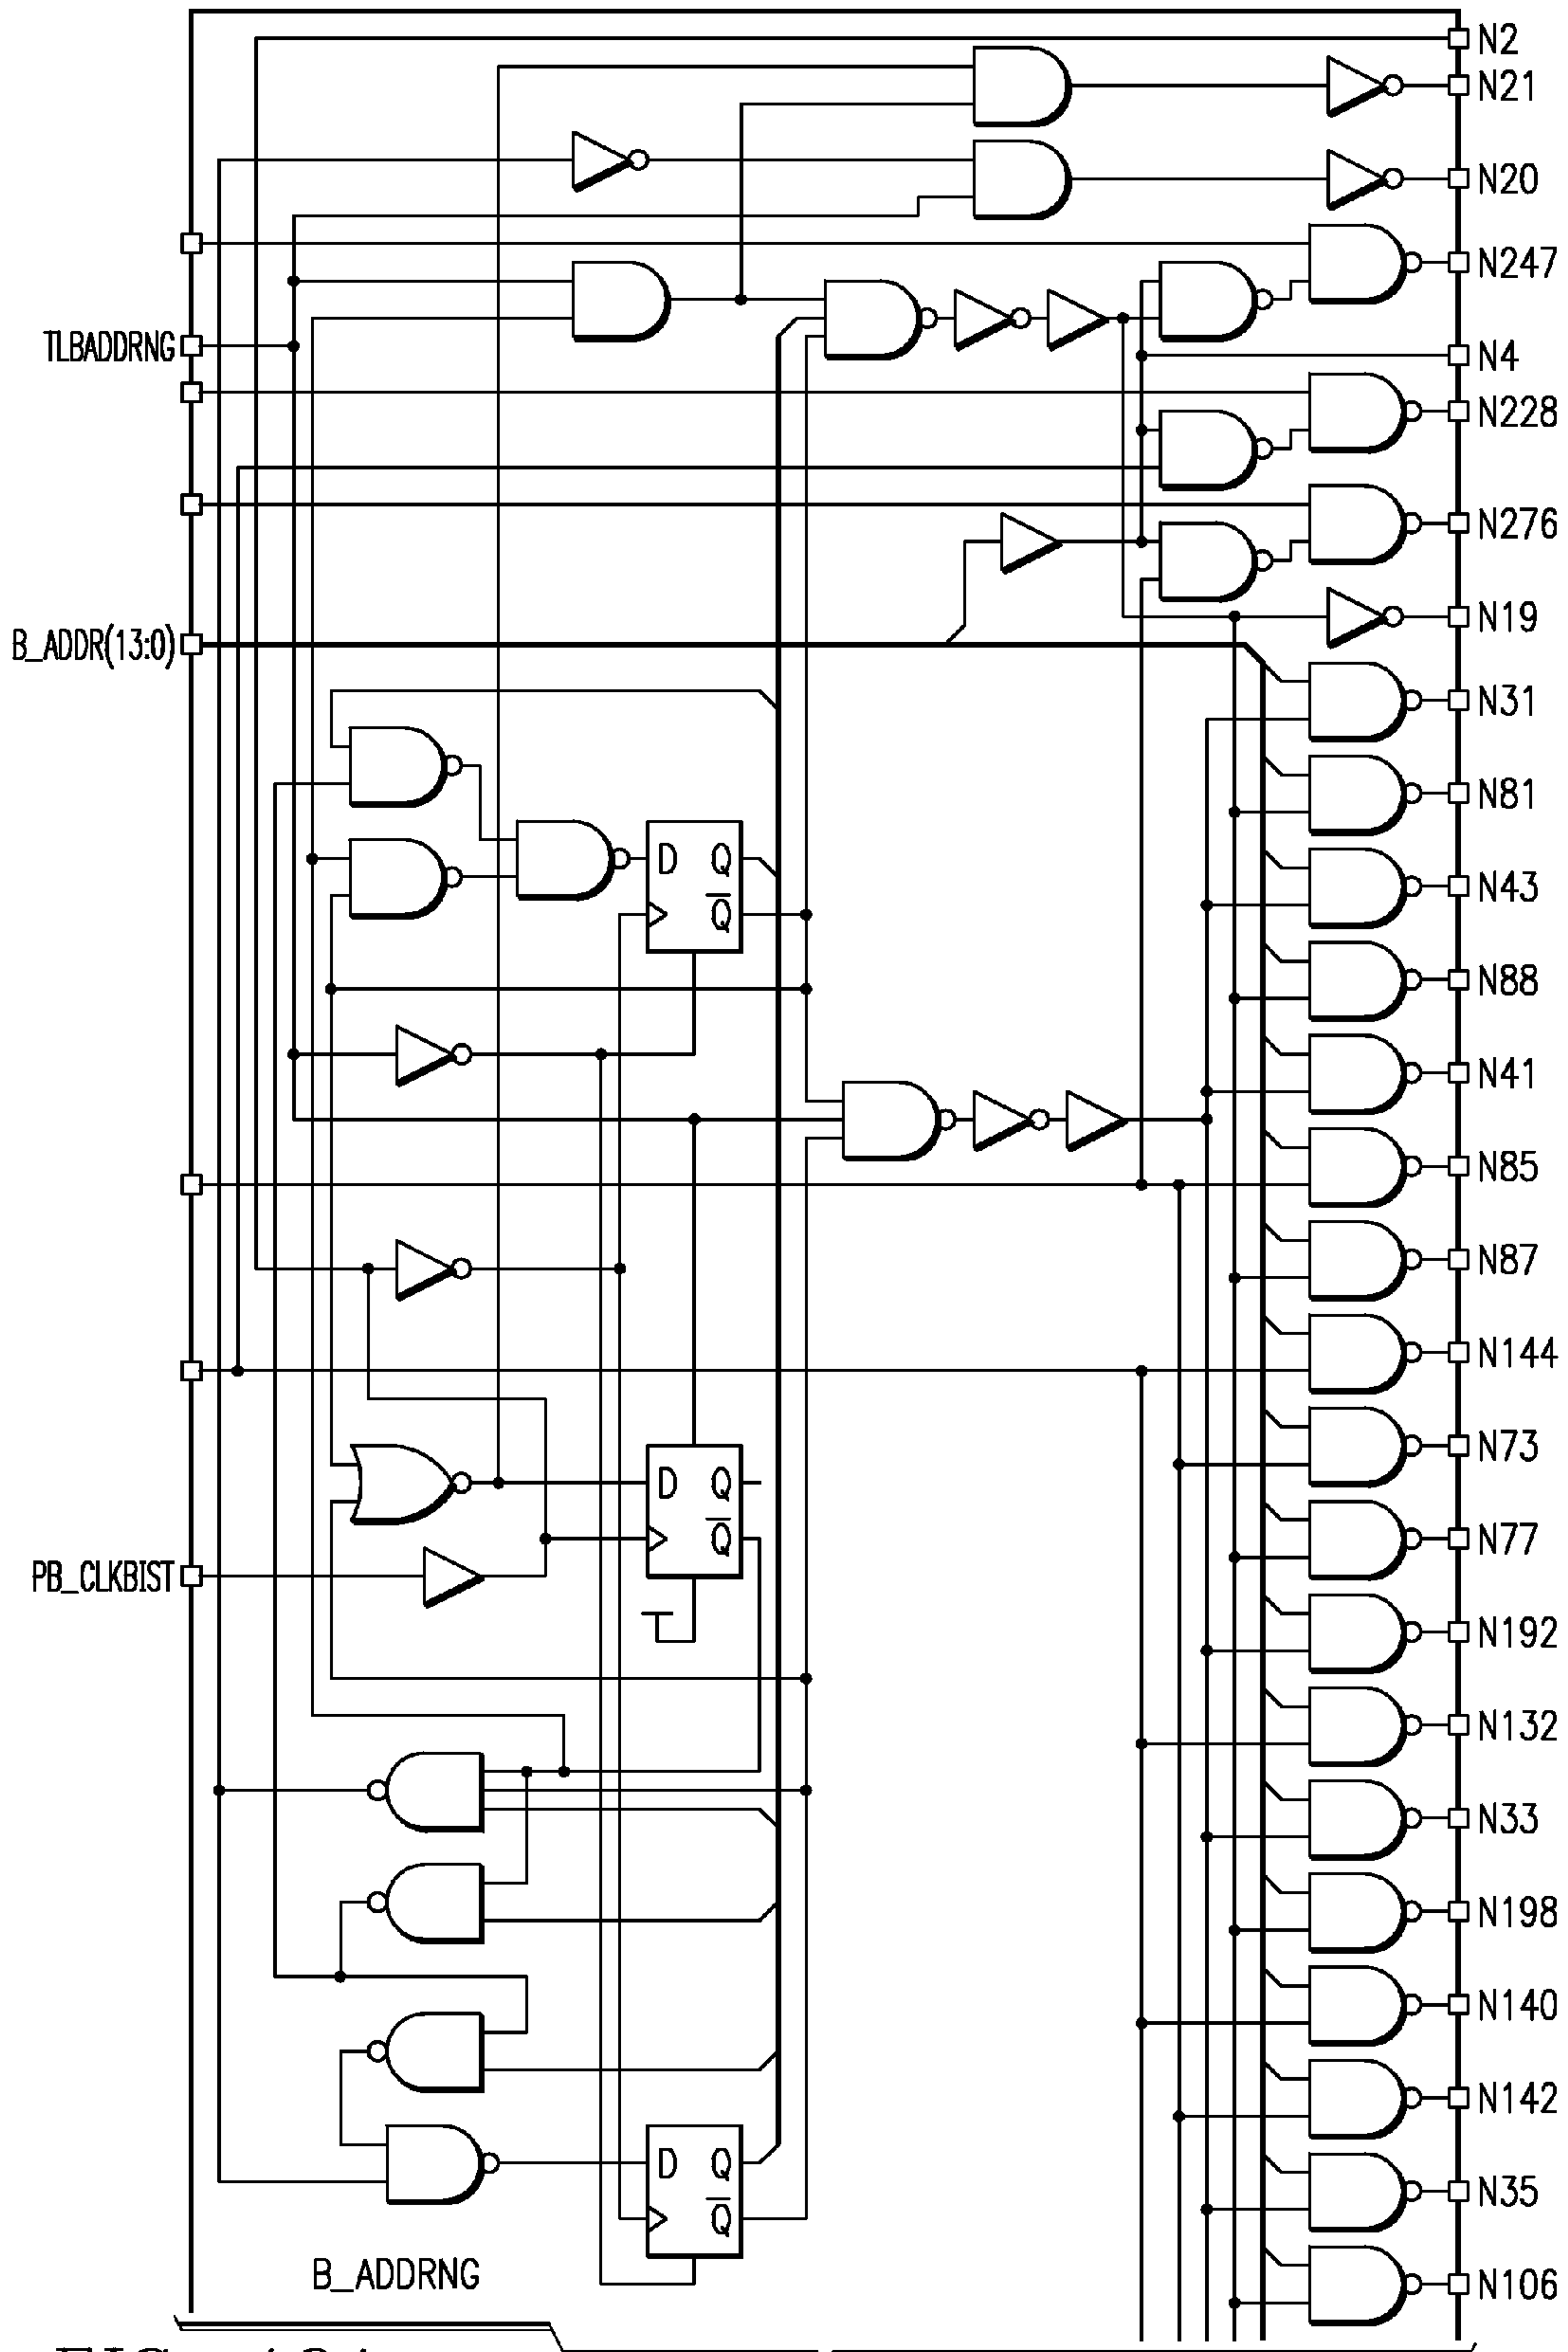 N2
N21
N20
N247
TLBADDRNG
N4
N228
N276
N19
B_ADDR(13:0)
N31
N81
D Q
Q
N43
N88
N41
N85
N87
N144
D Q
Q
N73
PB_CLKBIST
N77
N192
N132
N33
N198
N140
N142
D Q
Q
N35
B_ADDRNG
N106